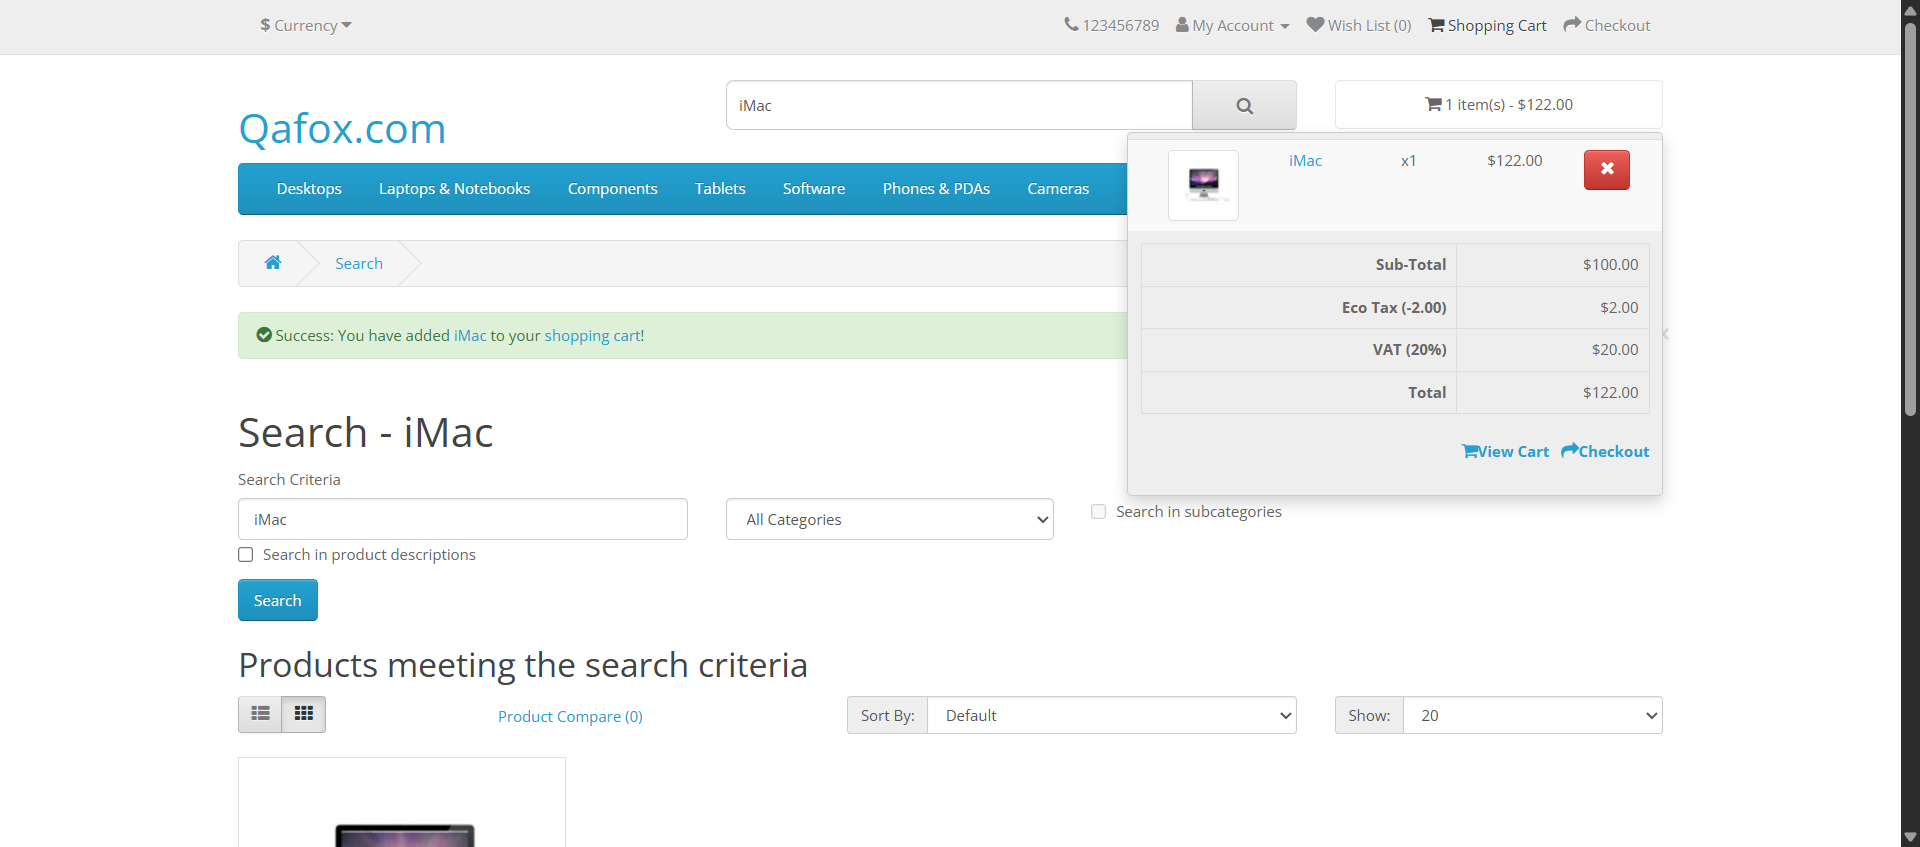 $ Currency
123456789 My Account Wish List (0) Shopping Cart Checkout
Qafox.com
iMac
1 item(s) - $122.00
iMac x1 $122.00
Desktops Laptops & Notebooks Components Tablets Software Phones & PDAs Cameras
Search
Sub-Total $100.00
Eco Tax (-2.00) $2.00
VAT (20%) $20.00
Total $122.00
View Cart Checkout
Success: You have added iMac to your shopping cart!
Search - iMac
Search Criteria
iMac
All Categories
Search in subcategories
Search in product descriptions
Search
Products meeting the search criteria
Product Compare (0)
Sort By: Default
Show: 20